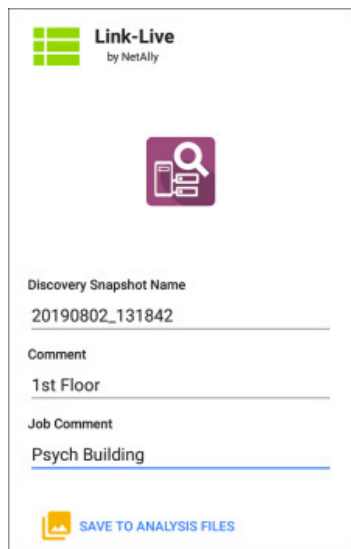 Link-Live
by NetAlly
Discovery Snapshot Name
20190802_131842
Comment
1st Floor
Job Comment
Psych Building
SAVE TO ANALYSIS FILES